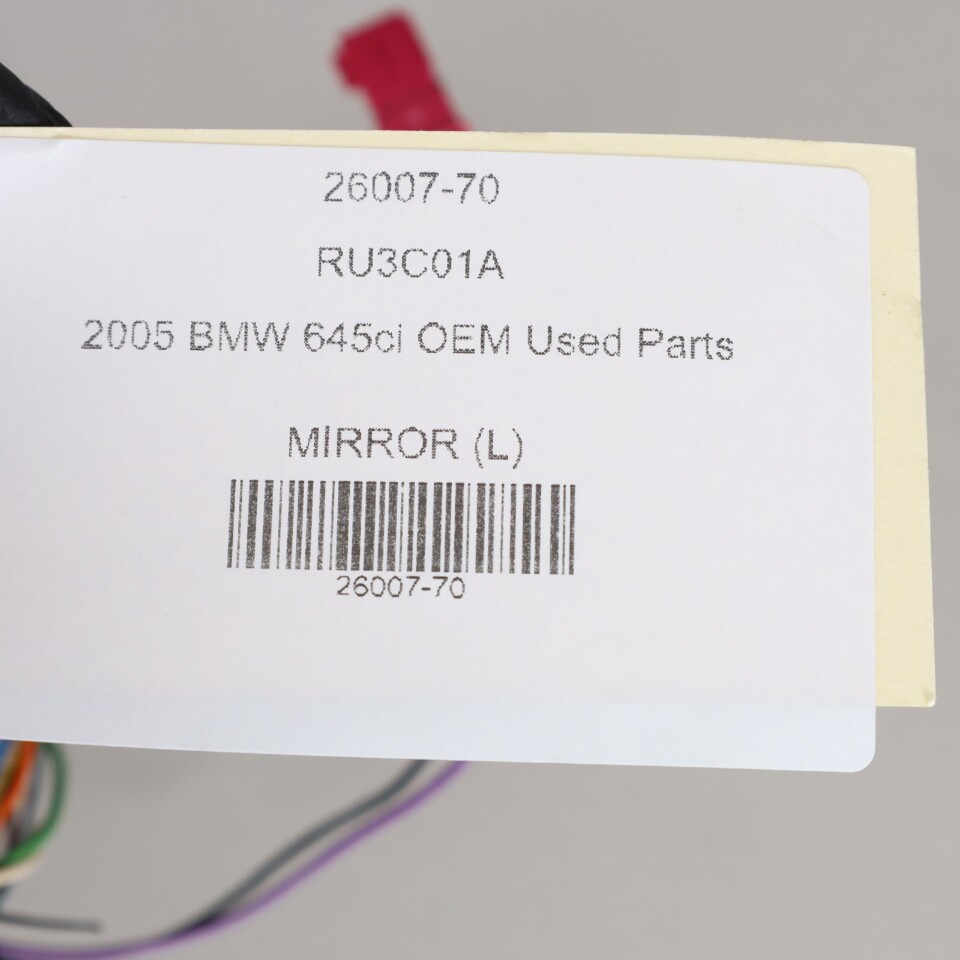 26007-70
RU3C01A
2005 BMW 645ci OEM Used Parts
MIRROR (L)
26007-70